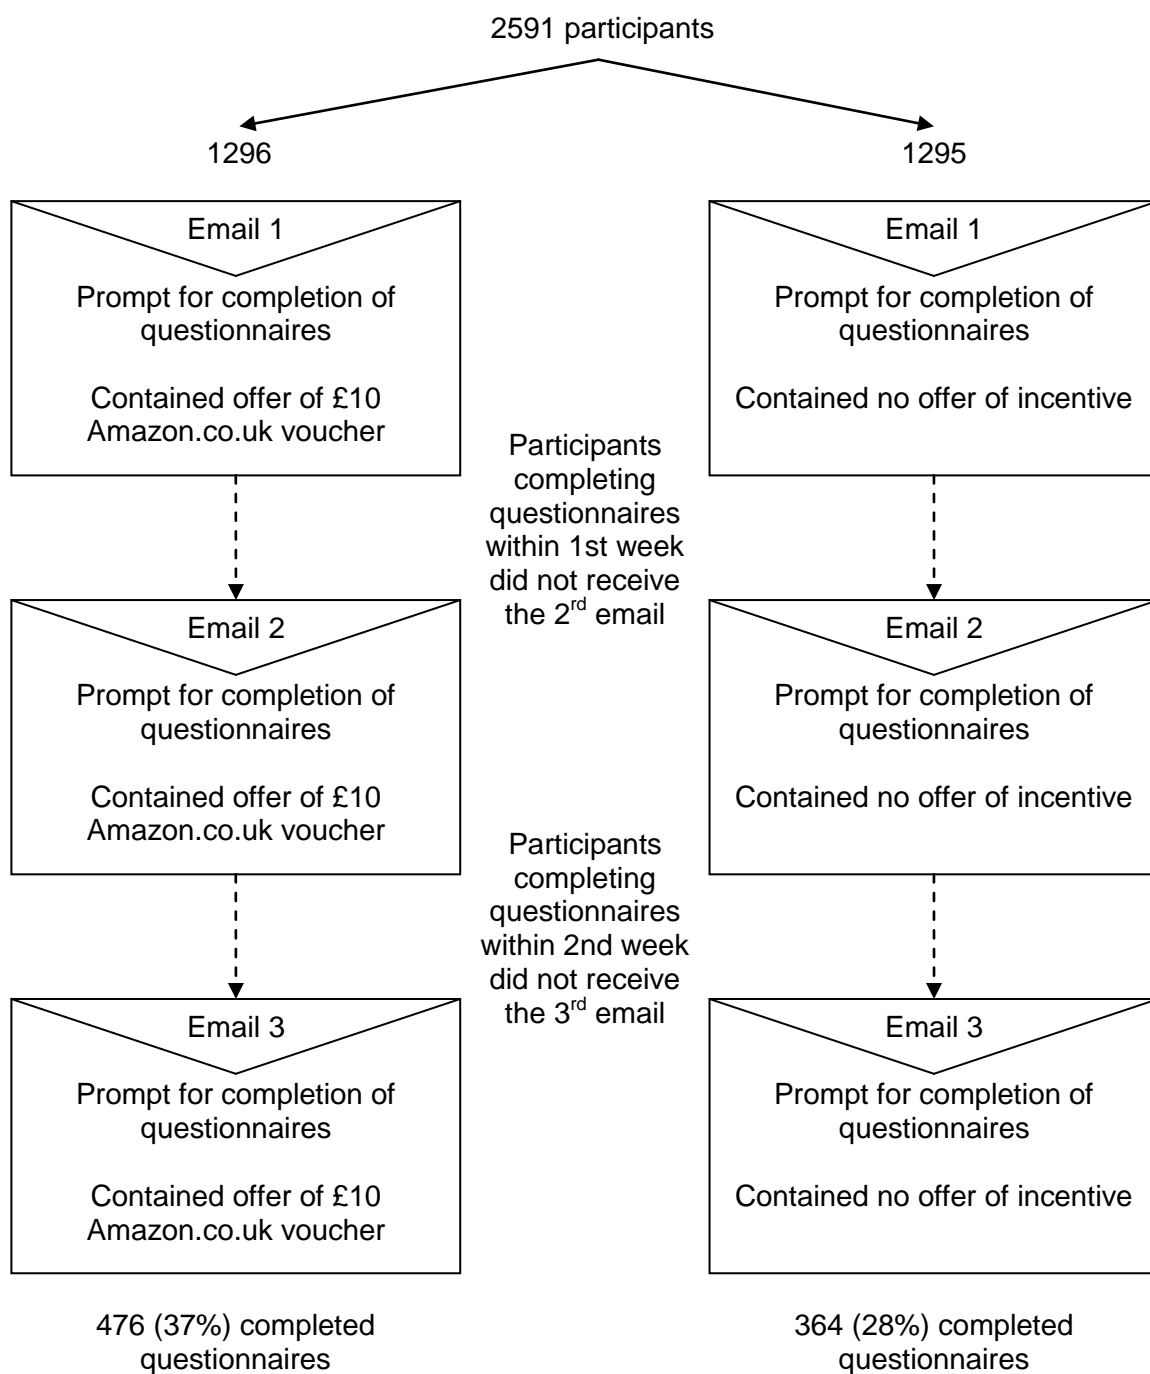 2591 participants
1296
1295
Email 1
Prompt for completion of
questionnaires
Contained offer of £10
Amazon.co.uk voucher
Email 1
Prompt for completion of
questionnaires
Contained no offer of incentive
Participants
completing
questionnaires
within 1st week
did not receive
the 2rd email
Email 2
Prompt for completion of
questionnaires
Contained offer of £10
Amazon.co.uk voucher
Email 2
Prompt for completion of
questionnaires
Contained no offer of incentive
Participants
completing
questionnaires
within 2nd week
did not receive
the 3rd email
Email 3
Prompt for completion of
questionnaires
Contained offer of £10
Amazon.co.uk voucher
Email 3
Prompt for completion of
questionnaires
Contained no offer of incentive
476 (37%) completed
questionnaires
364 (28%) completed
questionnaires